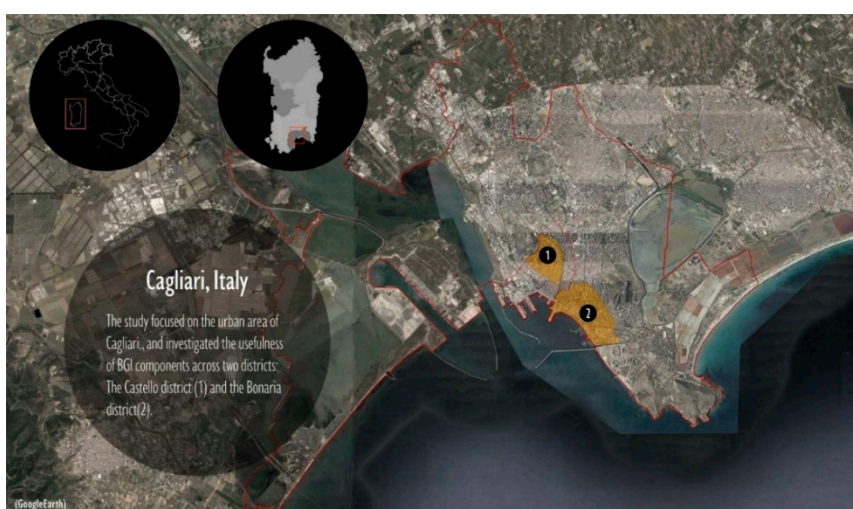 Cagliari, Italy
The study focused on the urban area of
Cagliari,, and investigated the usefulness
of BGI components across two districts:
The Castello district (1) and the Bonaria
district(2).
1
2
(GoogleEarth)